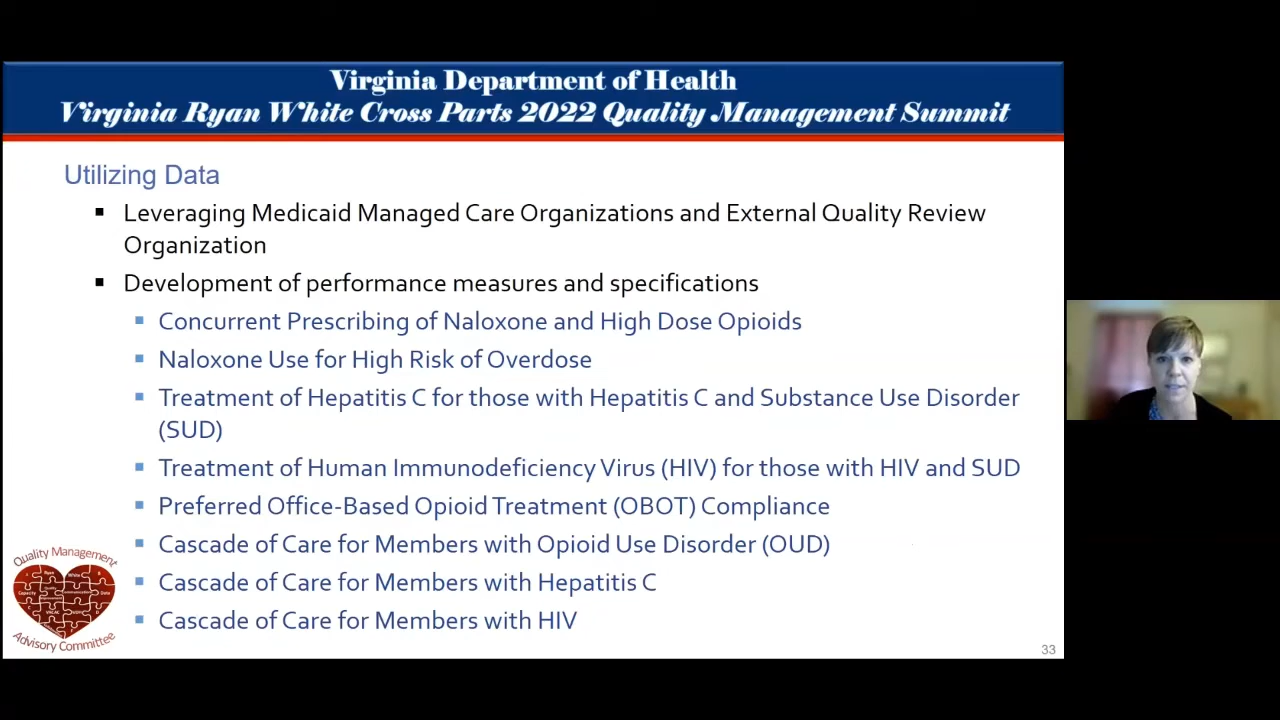 Virginia Department of Health
Virginia Ryan White Cross Parts 2022 Quality Management Summit
Utilizing Data
▪ Leveraging Medicaid Managed Care Organizations and External Quality Review
Organization
▪ Development of performance measures and specifications
▪ Concurrent Prescribing of Naloxone and High Dose Opioids
▪ Naloxone Use for High Risk of Overdose
▪ Treatment of Hepatitis C for those with Hepatitis C and Substance Use Disorder
(SUD)
▪ Treatment of Human Immunodeficiency Virus (HIV) for those with HIV and SUD
▪ Preferred Office-Based Opioid Treatment (OBOT) Compliance
▪ Cascade of Care for Members with Opioid Use Disorder (OUD)
▪ Cascade of Care for Members with Hepatitis C
▪ Cascade of Care for Members with HIV
Quality Management
Ryan White
Capacity
Data
Advisory Committee
33